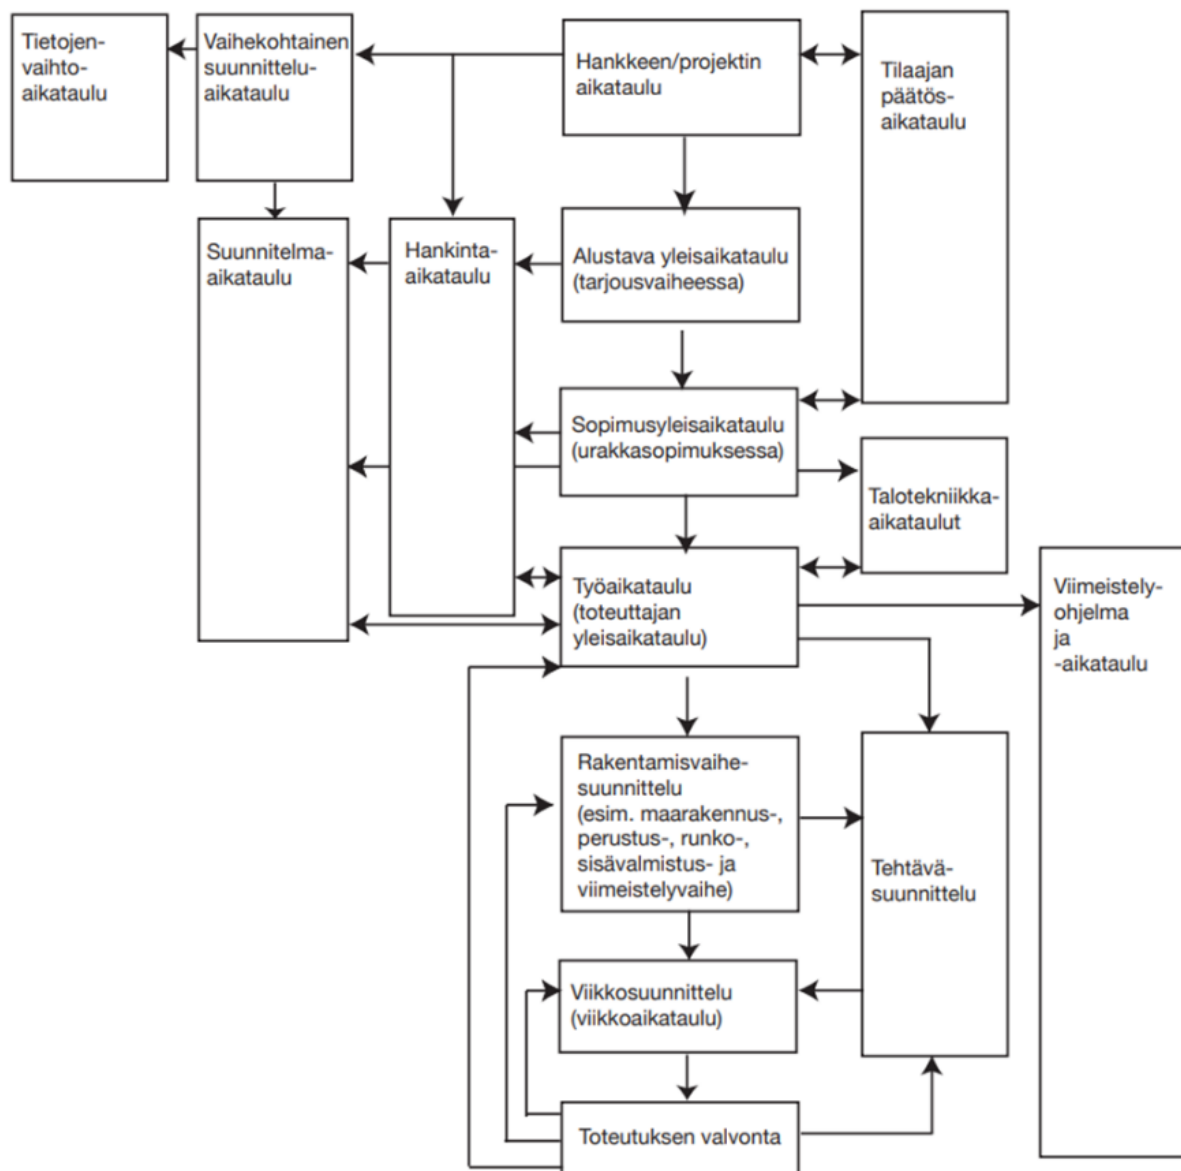 Tietojen-
vaihto-
aikataulu
Vaihekohtainen
suunnittelu-
aikataulu
Hankkeen/projektin
aikataulu
Tilaajan
päätös-
aikataulu
Suunnitelma-
aikataulu
Hankinta-
aikataulu
Alustava yleisaikataulu
(tarjousvaiheessa)
Sopimusyleisaikataulu
(urakkasopimuksessa)
Talotekniikka-
aikataulut
Työaikataulu
(toteuttajan
yleisaikataulu)
Viimeistely-
ohjelma
ja
-aikataulu
Rakentamisvaihe-
suunnittelu
(esim. maarakennus-,
perustus-, runko-,
sisävalmistus- ja
viimeistelyvaihe)
Tehtävä-
suunnittelu
Viikkosuunnittelu
(viikkoaikataulu)
Toteutuksen valvonta